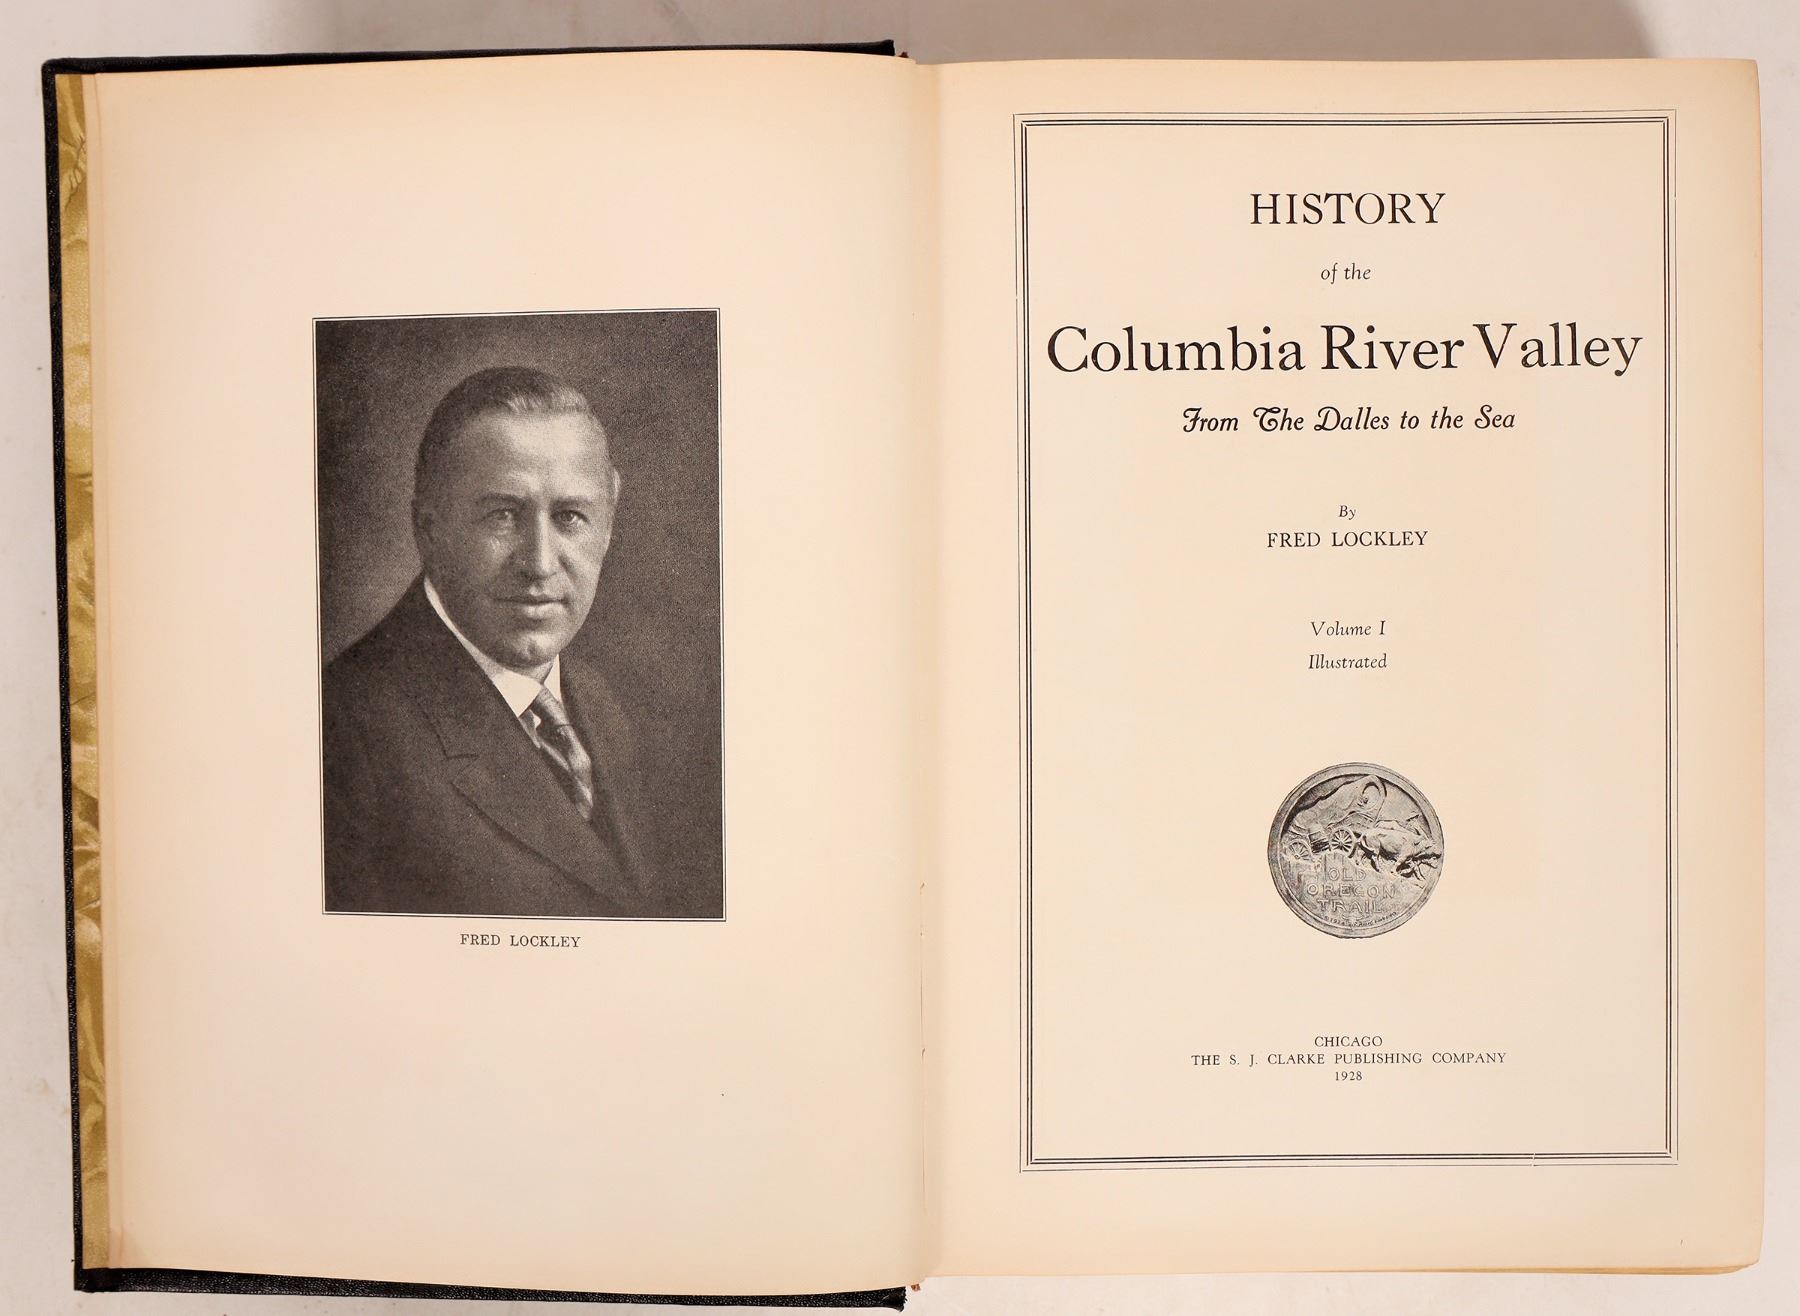 FRED LOCKLEY
HISTORY
of the
Columbia River Valley
From The Dalles to the Sea
By
FRED LOCKLEY
Volume I
Illustrated
OLD
OREGON
TRAIL
CHICAGO
THE S. J. CLARKE PUBLISHING COMPANY
1928